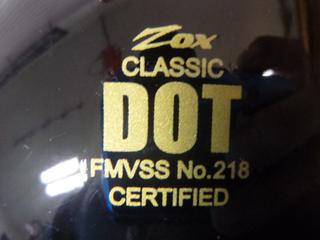 Zox
CLASSIC
DOT
FMVSS No.218
CERTIFIED